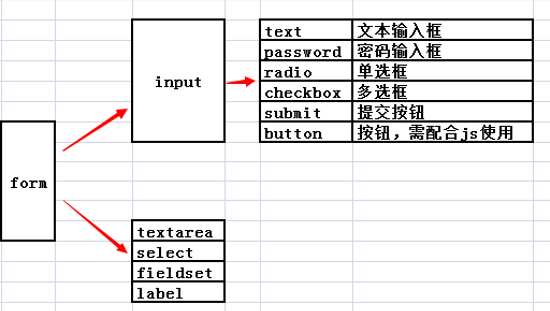 form
input
text 文本输入框
password 密码输入框
radio 单选框
checkbox 多选框
submit 提交按钮
button 按钮，需配合js使用
textarea
select
fieldset
label